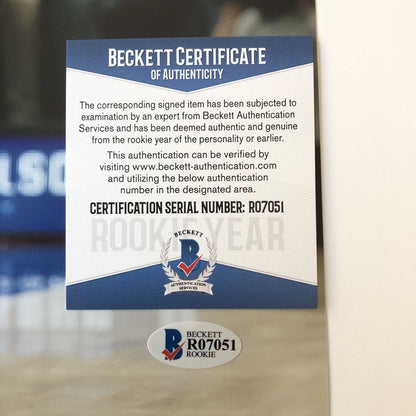 BECKETT CERTIFICATE
OF AUTHENTICITY
The corresponding signed item has been subjected to
examination by an expert from Beckett Authentication
Services and has been deemed authentic and genuine
from the rookie year of the personality or earlier.
This authentication can be verified by
visiting www.beckett-authentication.com
and utilizing the below authentication
number in the designated area.
CERTIFICATION SERIAL NUMBER: R07051
ROOKIE YEAR
BECKETT
B
AUTHENTICATION
SERVICES
B
BECKETT
R07051
ROOKIE